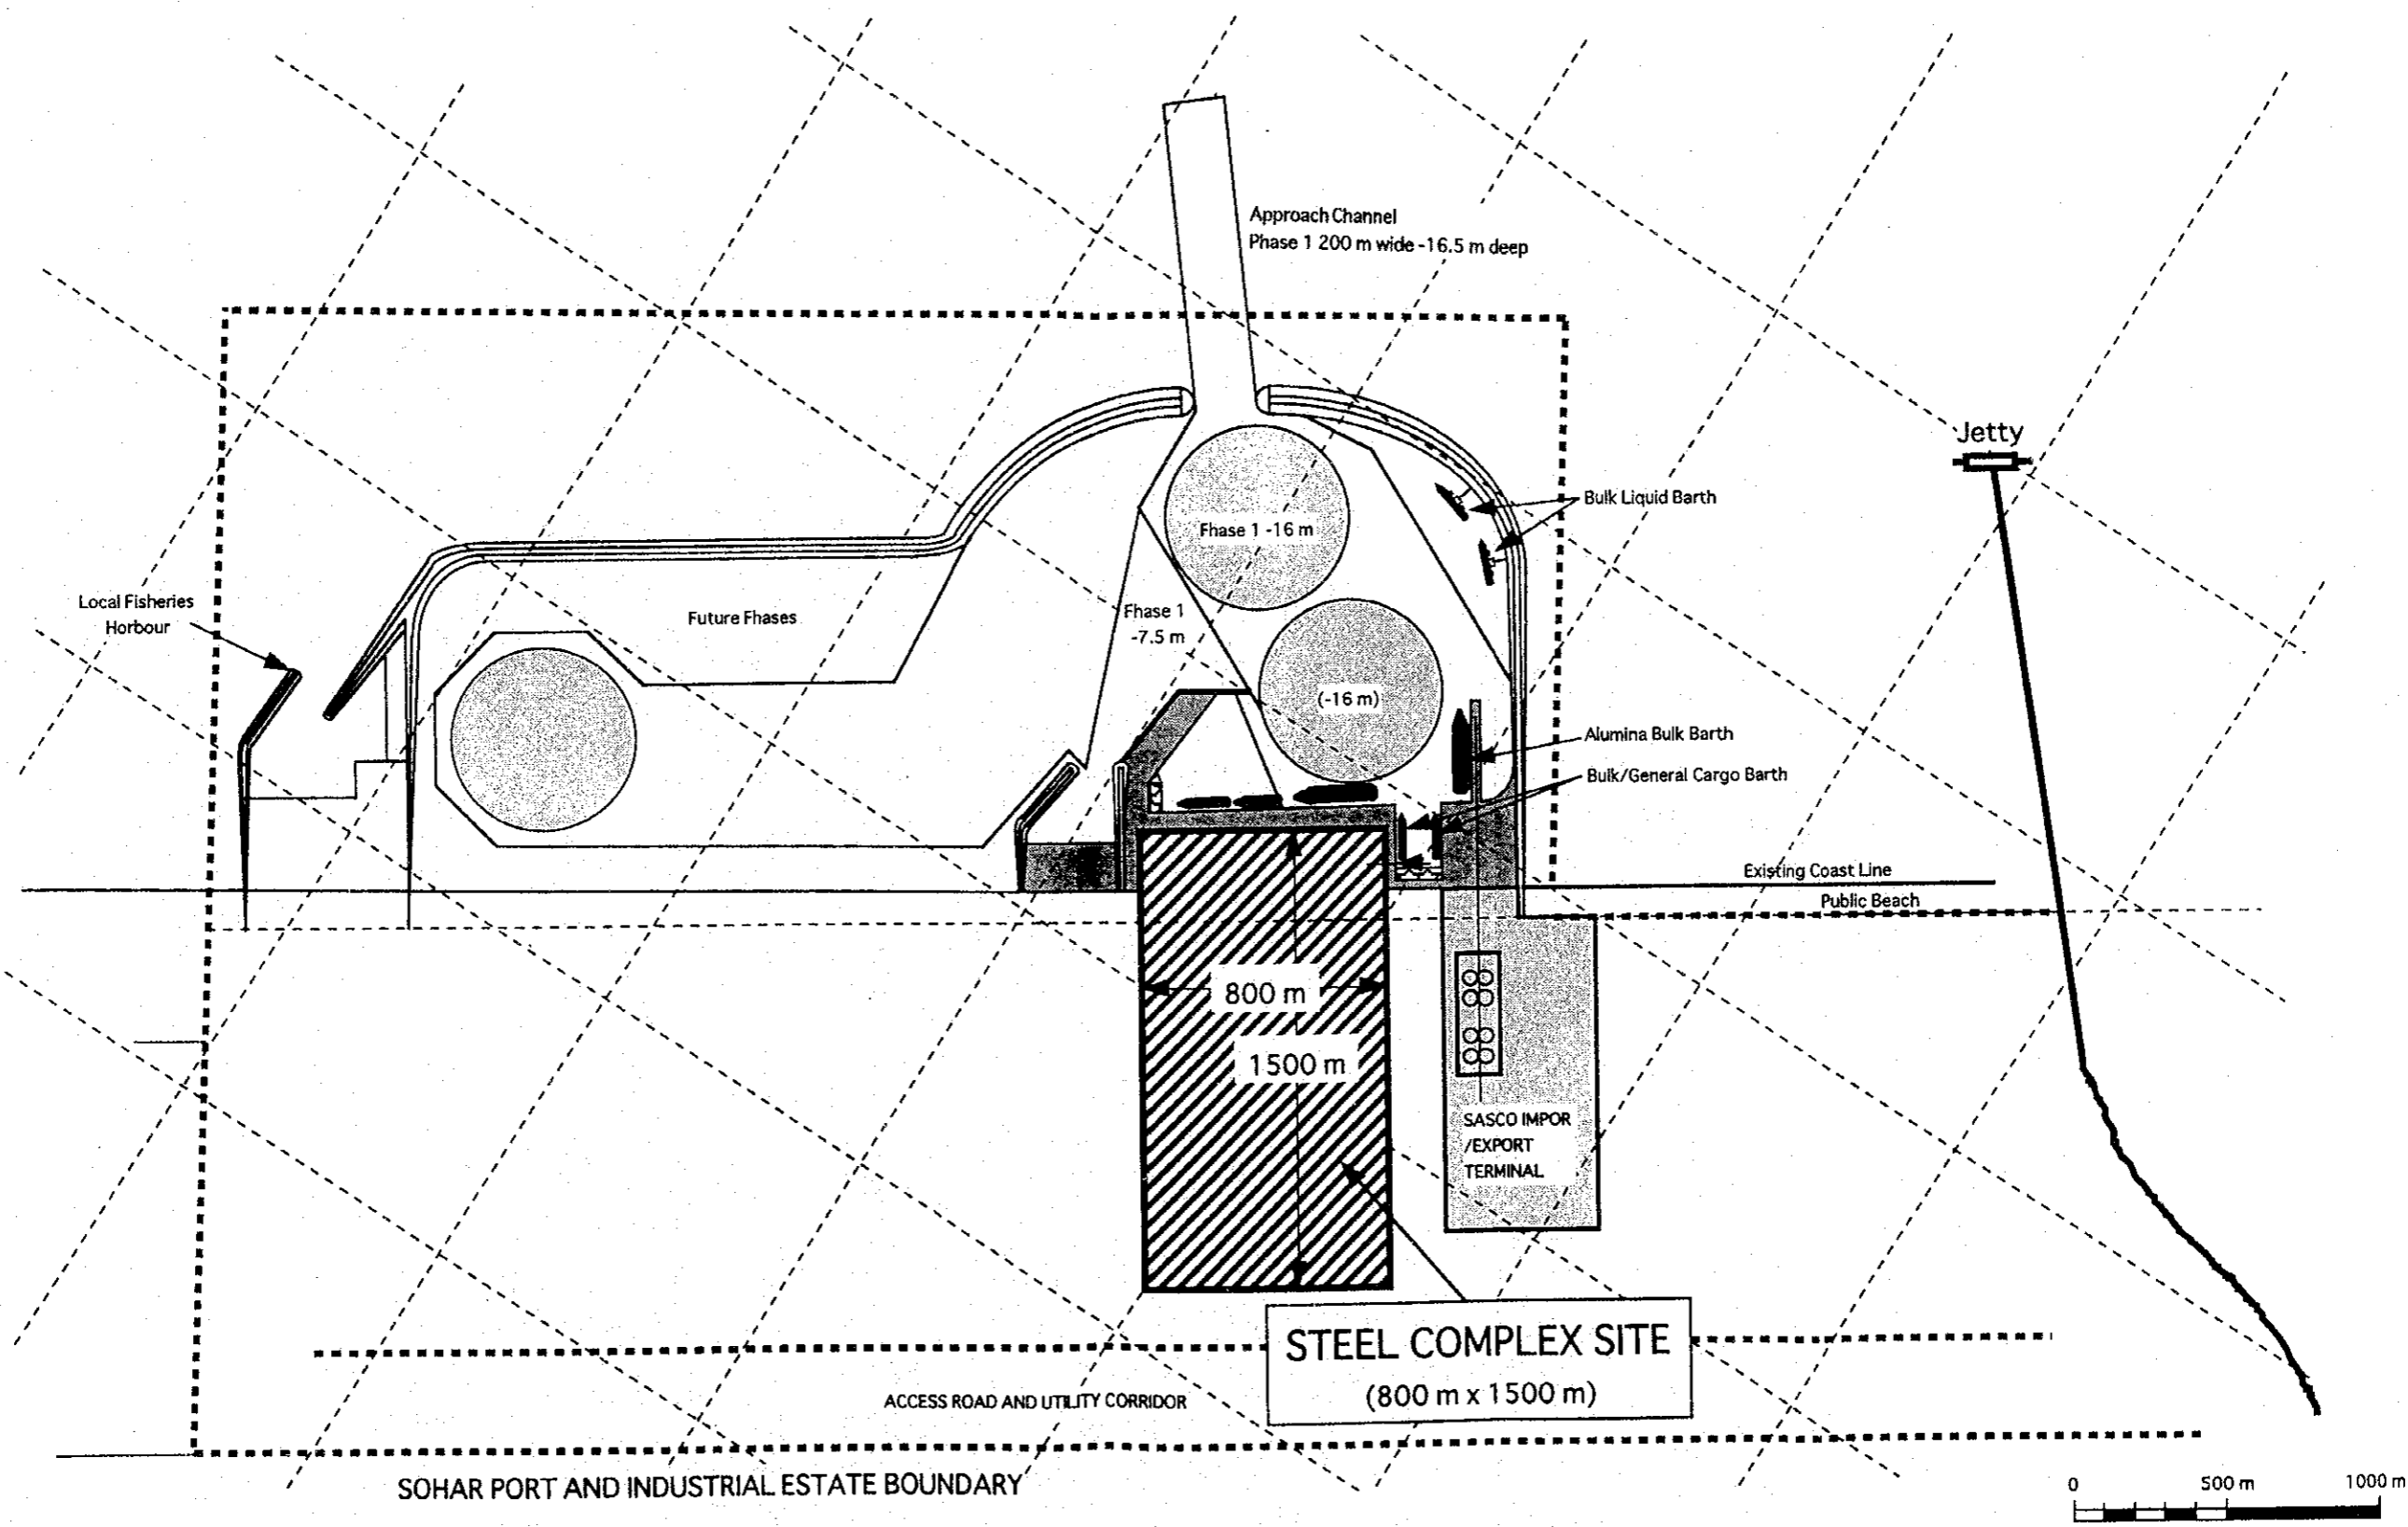 Approach Channel
Phase 1 200 m wide -16.5 m deep
Jetty
Bulk Liquid Barth
Fhase 1 -16 m
Local Fisheries
Horbour
Future Fhases
Fhase 1
-7.5 m
(-16 m)
Alumina Bulk Barth
Bulk/General Cargo Barth
Existing Coast Line
Public Beach
800 m
1500 m
SASCO IMPOR
/EXPORT
TERMINAL
STEEL COMPLEX SITE
(800 m x 1500 m)
ACCESS ROAD AND UTILITY CORRIDOR
SOHAR PORT AND INDUSTRIAL ESTATE BOUNDARY
0 500 m 1000 m